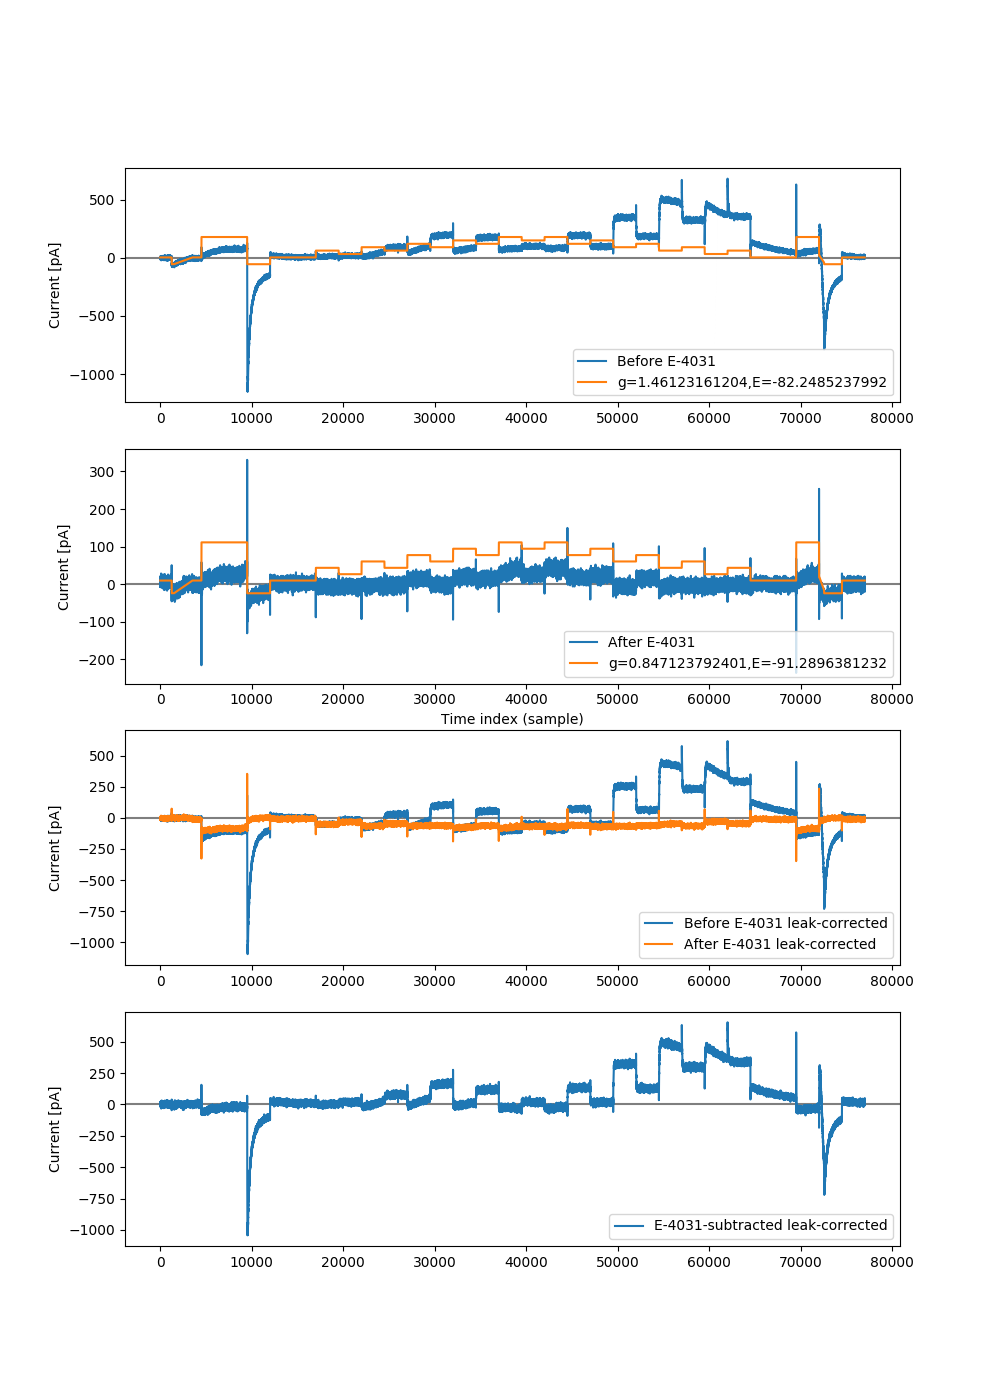 500
0
−500
−1000
Current [pA]
Before E-4031
g=1.46123161204,E=-82.2485237992
0 10000 20000 30000 40000 50000 60000 70000 80000
300
200
100
0
−100
−200
Current [pA]
After E-4031
g=0.847123792401,E=-91.2896381232
0 10000 20000 30000 40000 50000 60000 70000 80000
Time index (sample)
500
250
0
−250
−500
−750
−1000
Current [pA]
Before E-4031 leak-corrected
After E-4031 leak-corrected
0 10000 20000 30000 40000 50000 60000 70000 80000
500
250
0
−250
−500
−750
−1000
Current [pA]
E-4031-subtracted leak-corrected
0 10000 20000 30000 40000 50000 60000 70000 80000